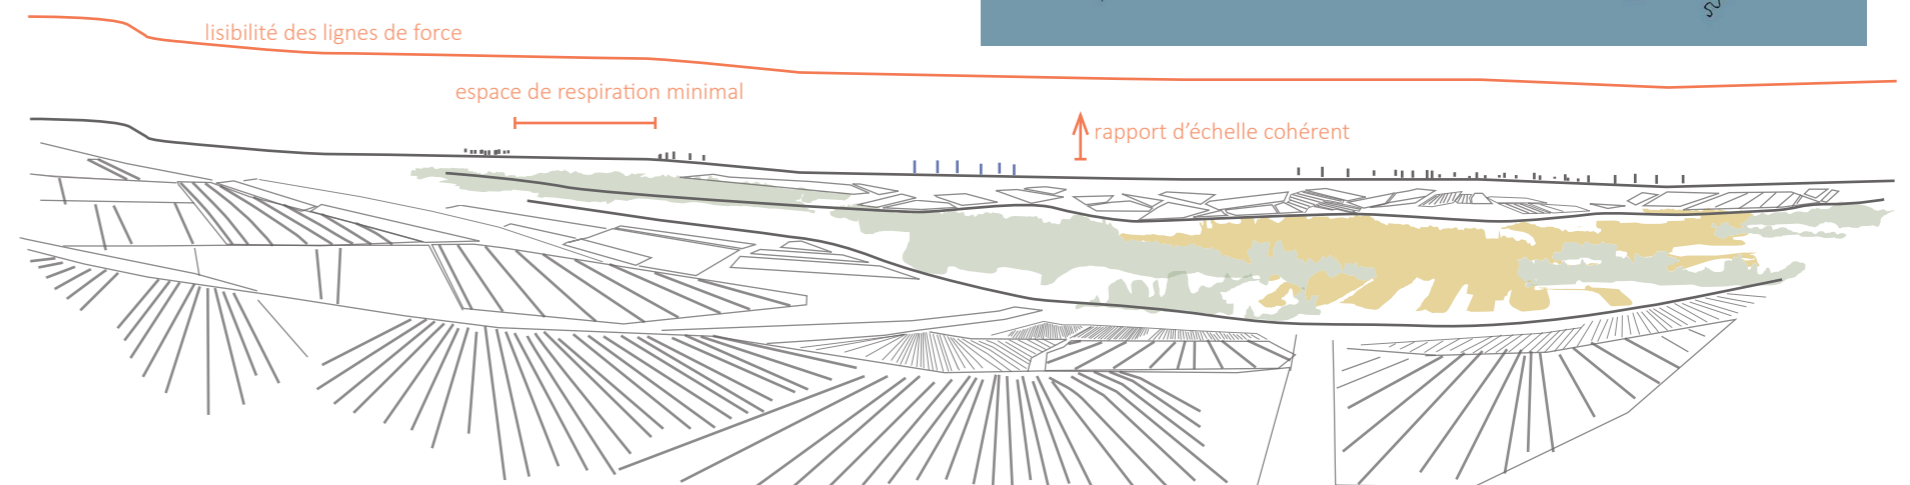 lisibilité des lignes de force
espace de respiration minimal
rapport d'échelle cohérent